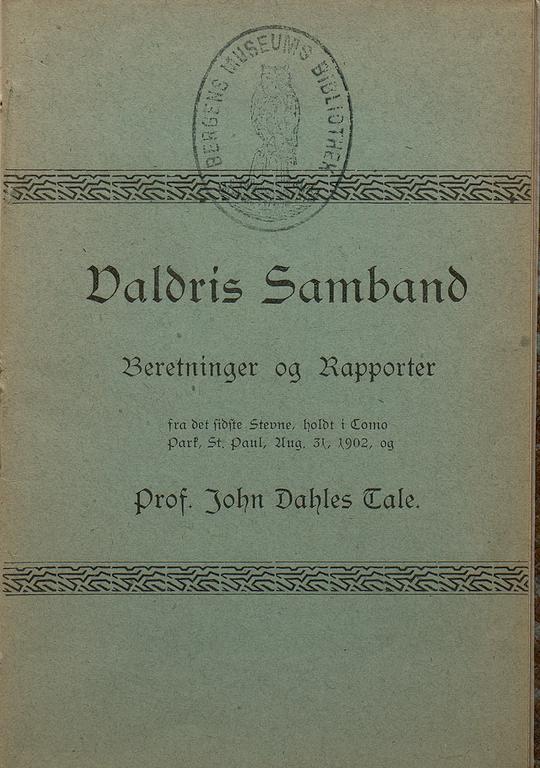 BERGENS MUSEUMS BIBLIOTHEK
Valdris Samband
Beretninger og Rapporter
fra det sidste Stevne, holdt i Como
Park, St. Paul, Aug. 31, 1902, og
Prof. John Dahles Tale.